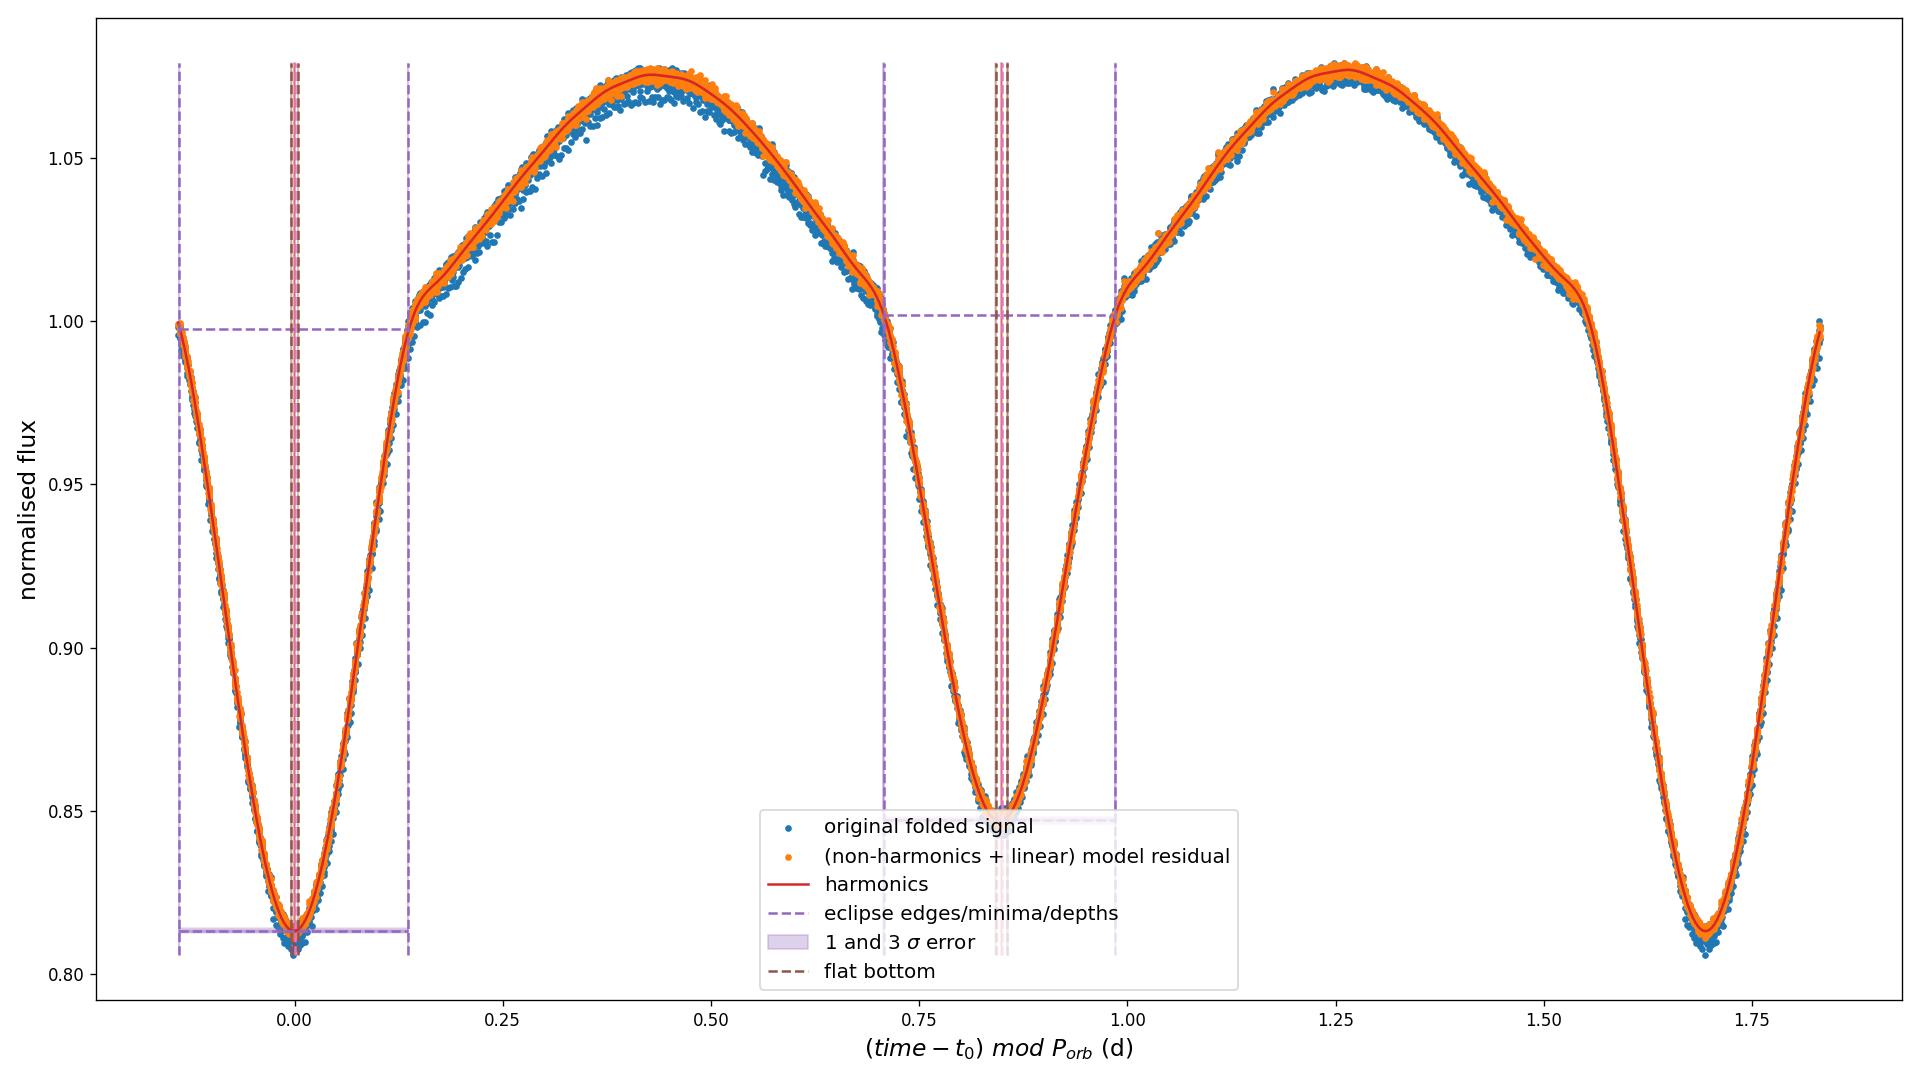 1.05
1.00
0.95
0.90
0.85
0.80
normalised flux
original folded signal
(non-harmonics + linear) model residual
harmonics
eclipse edges/minima/depths
1 and 3 σ error
flat bottom
0.00 0.25 0.50 0.75 1.00 1.25 1.50 1.75
(time − t₀) mod Pₒᵣb (d)